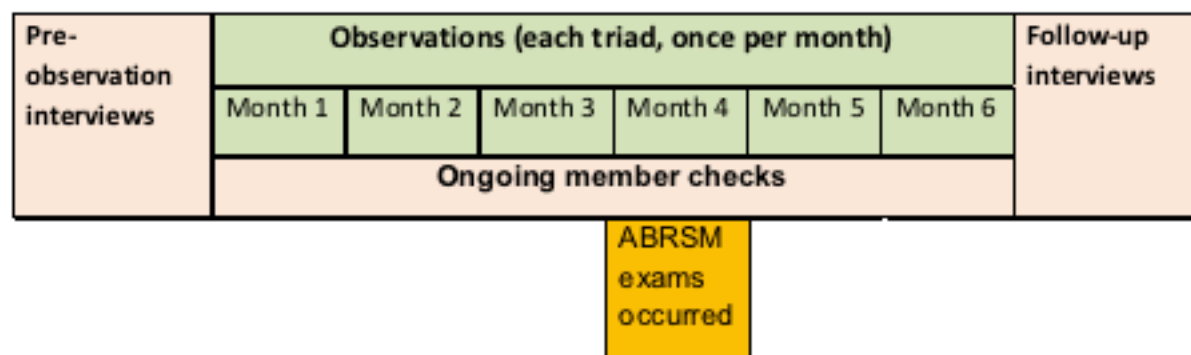 Pre-
observation
interviews
Observations (each triad, once per month)
Month 1
Month 2
Month 3
Month 4
Month 5
Month 6
Ongoing member checks
Follow-up
interviews
ABRSM
exams
occurred